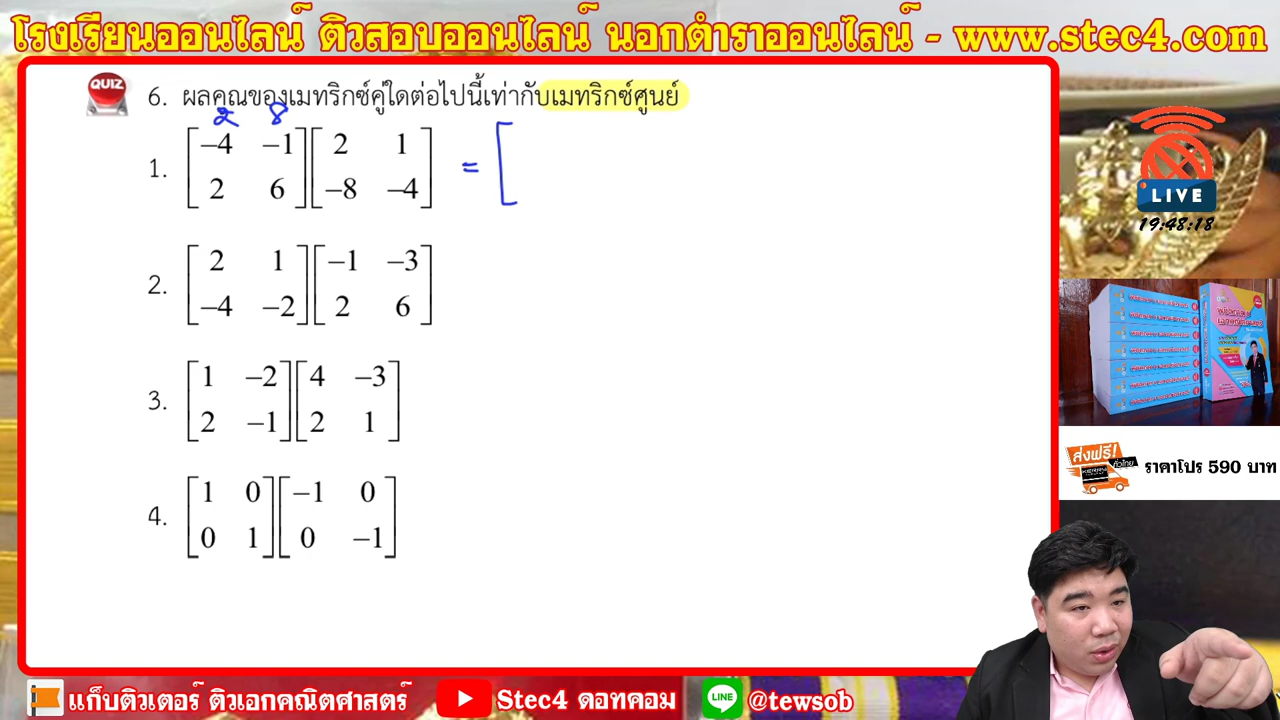 โรงเรียนออนไลน์ ติวสอบออนไลน์ นอกตำราออนไลน์ - www.stec4.com
QUIZ
6. ผลคูณของเมทริกซ์คู่ใดต่อไปนี้เท่ากับเมทริกซ์ศูนย์
2 8
1. [−4 −1] [2 1] = [
[2 6] [−8 −4]
2. [2 1] [−1 −3]
[−4 −2] [2 6]
3. [1 −2] [4 −3]
[2 −1] [2 1]
4. [1 0] [−1 0]
[0 1] [0 −1]
LIVE
19:48:18
ส่งฟรี!
ทั่วไทย
ราคาโปร 590 บาท
แก็บติวเตอร์ ติวเอกคณิตศาสตร์
Stec4 ดอทคอม
LINE
@tewsob